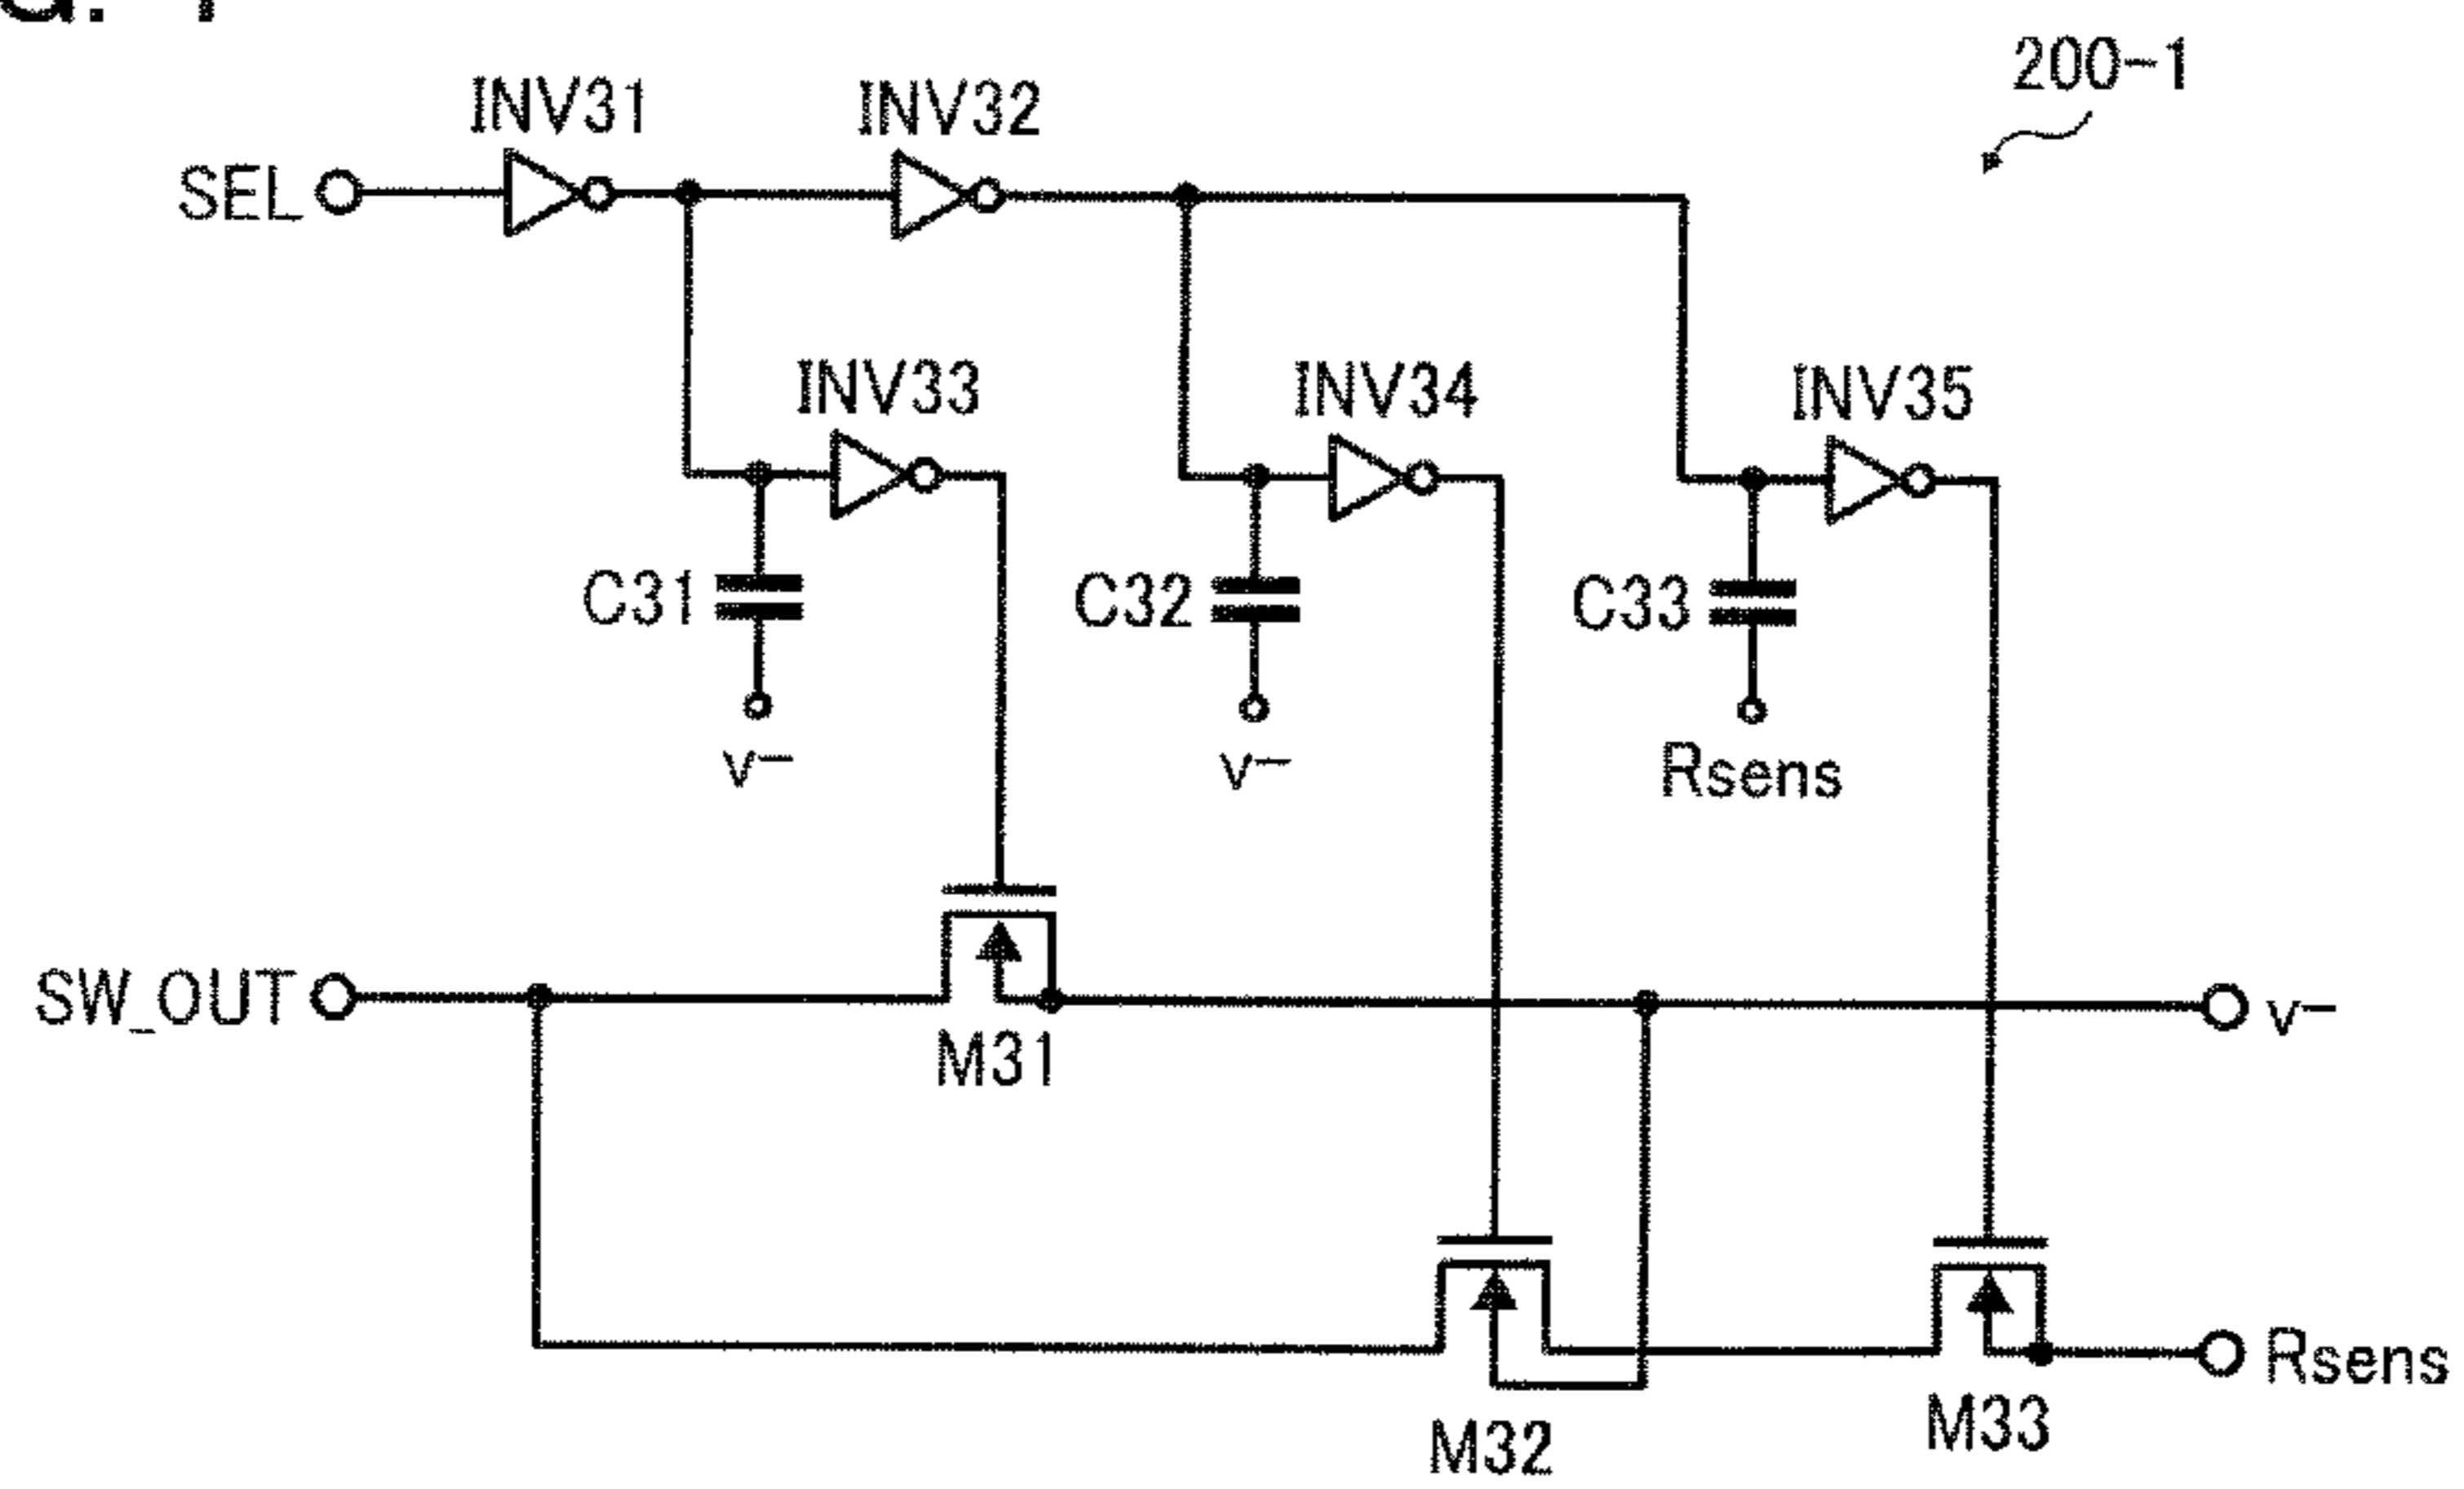 200-1
INV31
INV32
SEL
INV33
INV34
INV35
C31
C32
C33
v−
v−
Rsens
SW_OUT
M31
v−
Rsens
M32
M33